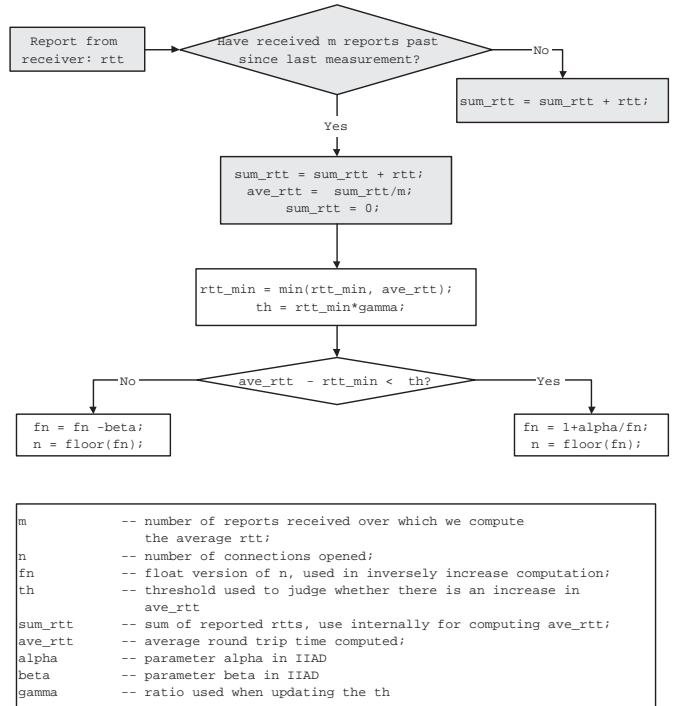 Report from
receiver: rtt
Have received m reports past
since last measurement?
No
sum_rtt = sum_rtt + rtt;
Yes
sum_rtt = sum_rtt + rtt;
ave_rtt = sum_rtt/m;
sum_rtt = 0;
rtt_min = min(rtt_min, ave_rtt);
th = rtt_min*gamma;
ave_rtt - rtt_min < th?
No
Yes
fn = fn -beta;
n = floor(fn);
fn = 1+alpha/fn;
n = floor(fn);
m -- number of reports received over which we compute
the average rtt;
n -- number of connections opened;
fn -- float version of n, used in inversely increase computation;
th -- threshold used to judge whether there is an increase in
ave_rtt
sum_rtt -- sum of reported rtts, use internally for computing ave_rtt;
ave_rtt -- average round trip time computed;
alpha -- parameter alpha in IIAD
beta -- parameter beta in IIAD
gamma -- ratio used when updating the th